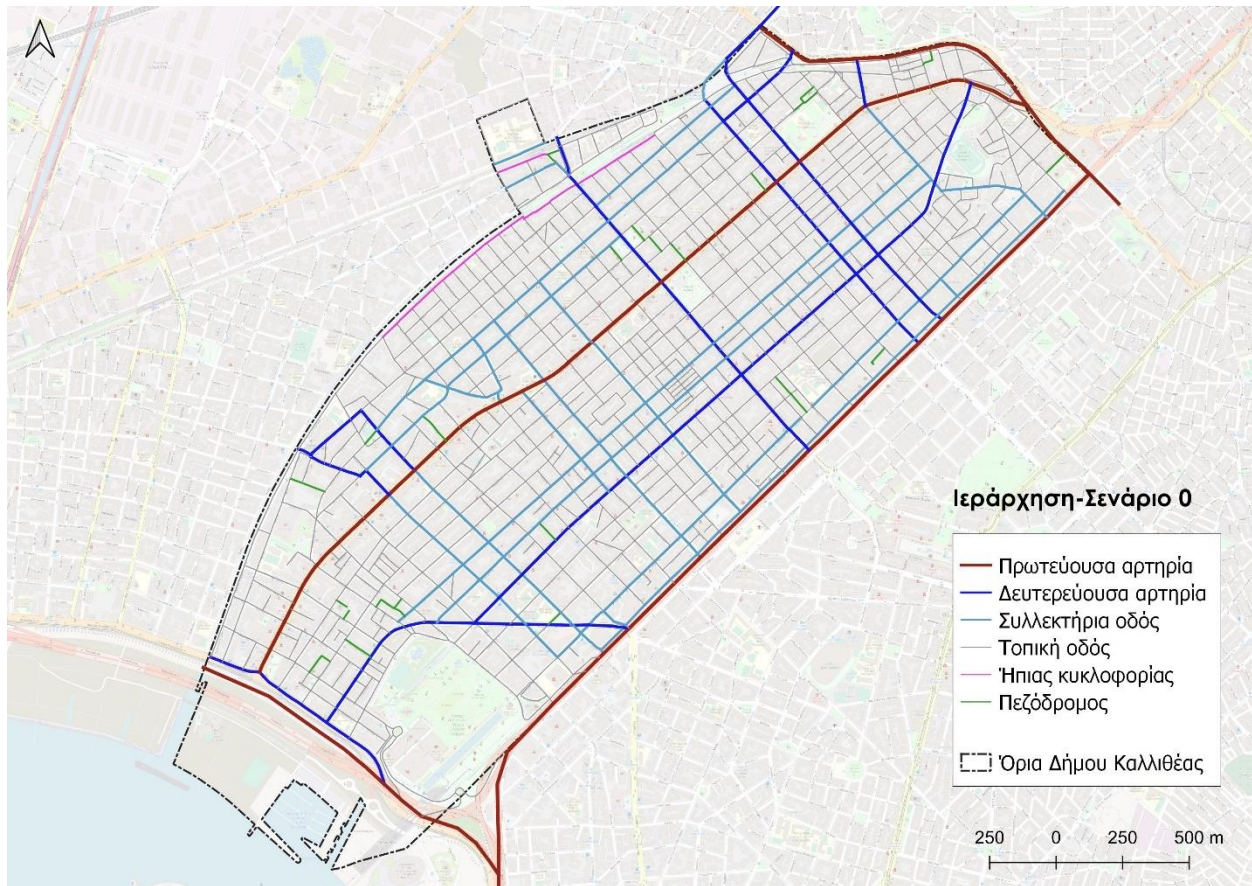 Ιεράρχηση-Σενάριο 0
Πρωτεύουσα αρτηρία
Δευτερεύουσα αρτηρία
Συλλεκτήρια οδός
Τοπική οδός
Ήπιας κυκλοφορίας
Πεζόδρομος
Όρια Δήμου Καλλιθέας
250 0 250 500 m